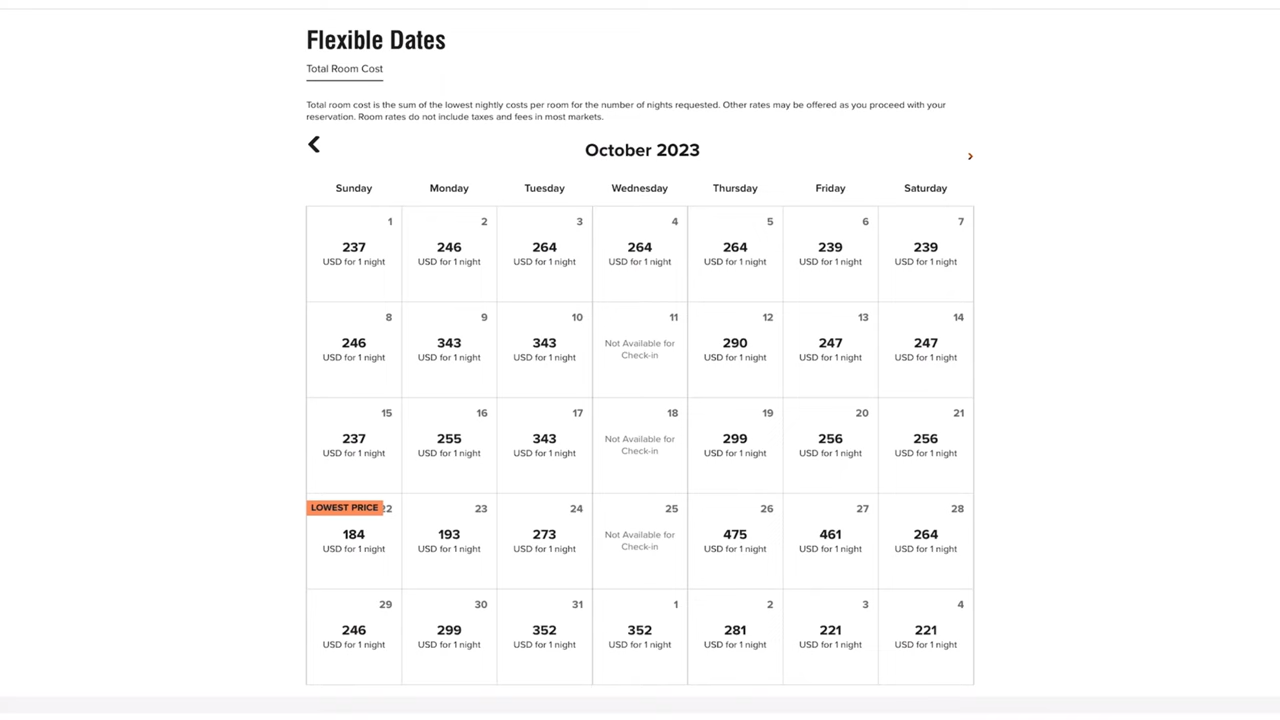 Flexible Dates
Total Room Cost
Total room cost is the sum of the lowest nightly costs per room for the number of nights requested. Other rates may be offered as you proceed with your
reservation. Room rates do not include taxes and fees in most markets.
October 2023
Sunday Monday Tuesday Wednesday Thursday Friday Saturday
1 2 3 4 5 6 7
237 246 264 264 264 239 239
USD for 1 night USD for 1 night USD for 1 night USD for 1 night USD for 1 night USD for 1 night USD for 1 night
8 9 10 11 12 13 14
246 343 343 Not Available for 290 247 247
USD for 1 night USD for 1 night USD for 1 night Check-in USD for 1 night USD for 1 night USD for 1 night
15 16 17 18 19 20 21
237 255 343 Not Available for 299 256 256
USD for 1 night USD for 1 night USD for 1 night Check-in USD for 1 night USD for 1 night USD for 1 night
LOWEST PRICE 22 23 24 25 26 27 28
184 193 273 Not Available for 475 461 264
USD for 1 night USD for 1 night USD for 1 night Check-in USD for 1 night USD for 1 night USD for 1 night
29 30 31 1 2 3 4
246 299 352 352 281 221 221
USD for 1 night USD for 1 night USD for 1 night USD for 1 night USD for 1 night USD for 1 night USD for 1 night